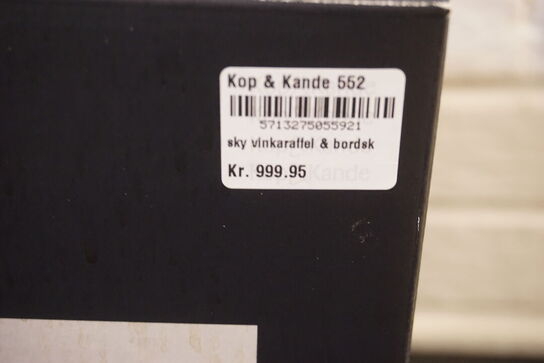 Kop & Kande 552
5713275055921
sky vinkaraffel & bordsk
Kr. 999.95